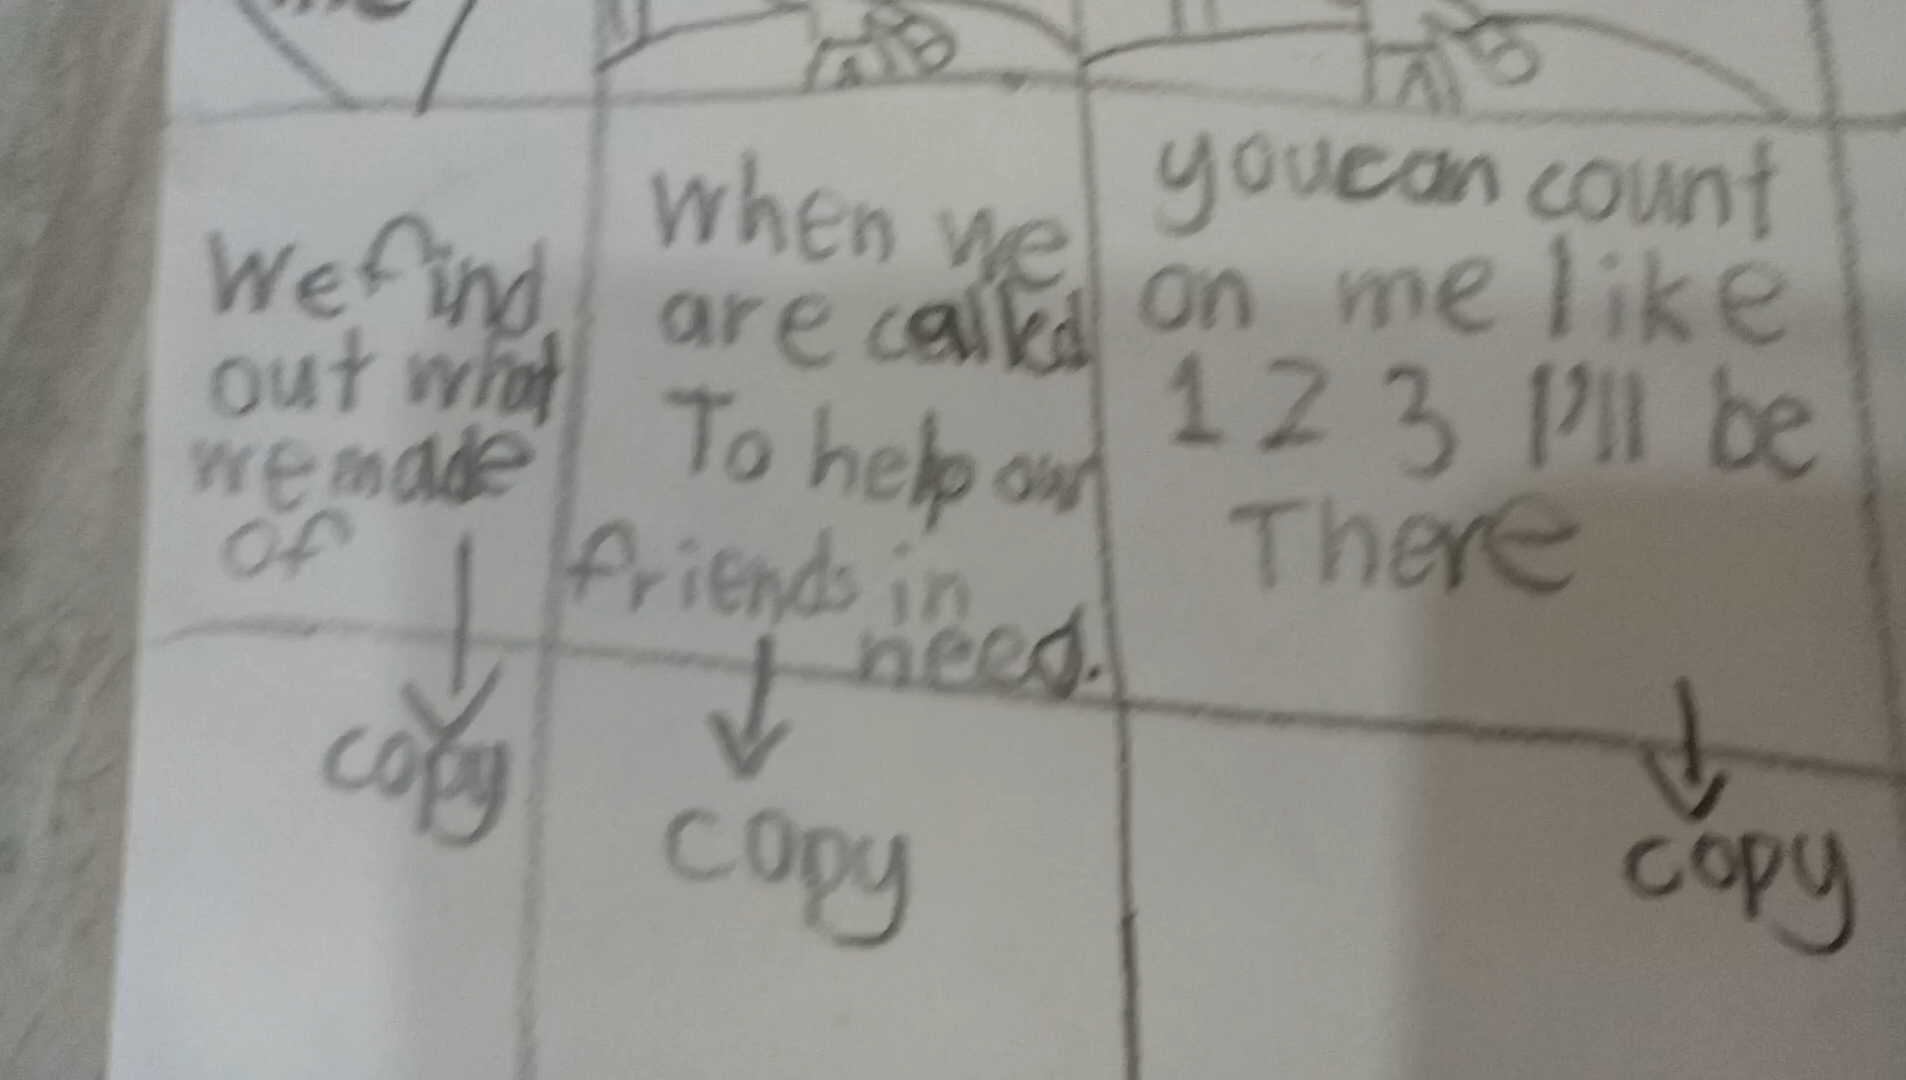 We find
out what
we made
of
copy
when we
are called
To help our
friends in
need.
copy
you can count
on me like
1 2 3 I'll be
There
copy
A B
A B